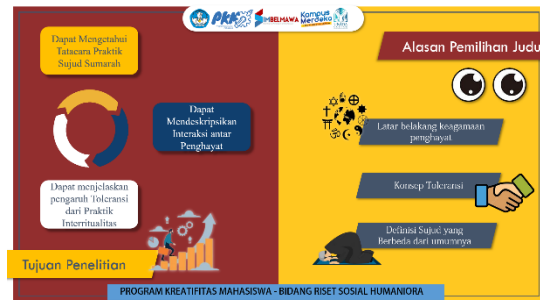 PKM
SIMBELMAWA
Kampus
Merdeka
Dapat Mengetahui
Tatacara Praktik
Sujud Sumarah
Dapat
Mendeskripsikan
Interaksi antar
Penghayat
Dapat menjelaskan
pengaruh Toleransi
dari Praktik
Interritualitas
Tujuan Penelitian
Alasan Pemilihan Judu
Latar belakang keagamaan
penghayat
Konsep Toleransi
Definisi Sujud yang
Berbeda dari umumnya
PROGRAM KREATIFITAS MAHASISWA - BIDANG RISET SOSIAL HUMANIORA